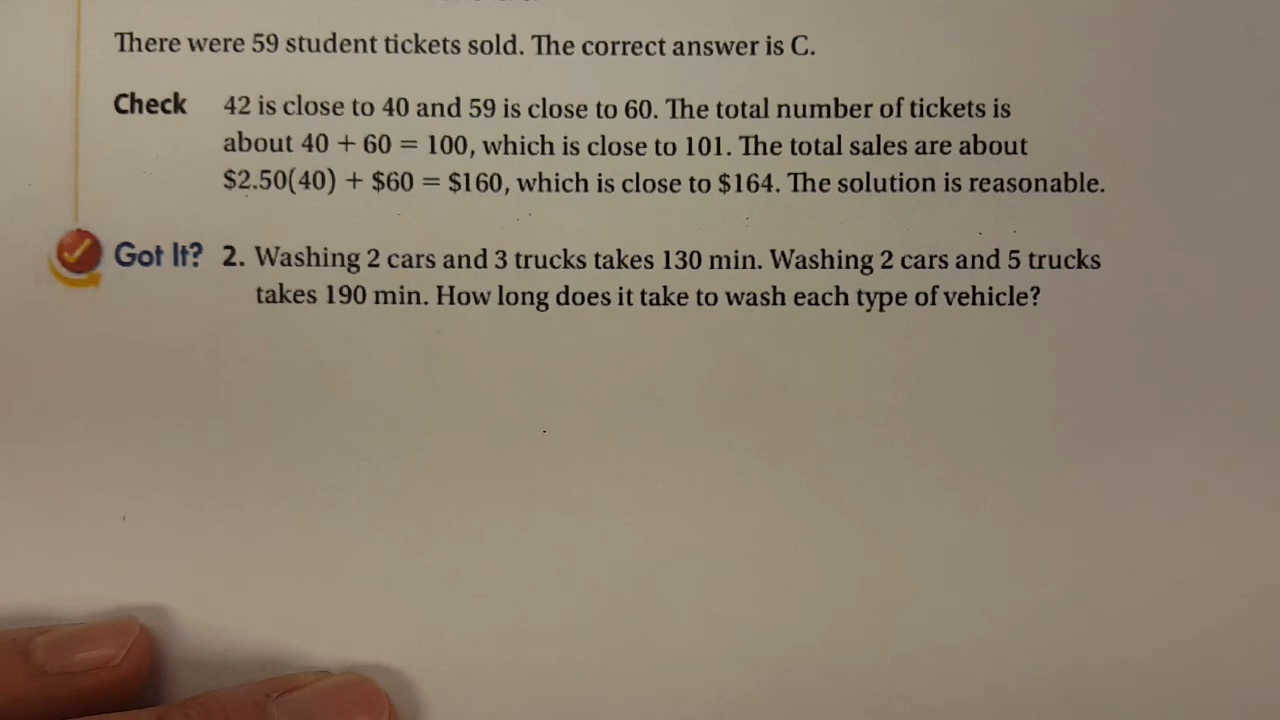 There were 59 student tickets sold. The correct answer is C.
Check 42 is close to 40 and 59 is close to 60. The total number of tickets is
about 40 + 60 = 100, which is close to 101. The total sales are about
$2.50(40) + $60 = $160, which is close to $164. The solution is reasonable.
Got It? 2. Washing 2 cars and 3 trucks takes 130 min. Washing 2 cars and 5 trucks
takes 190 min. How long does it take to wash each type of vehicle?